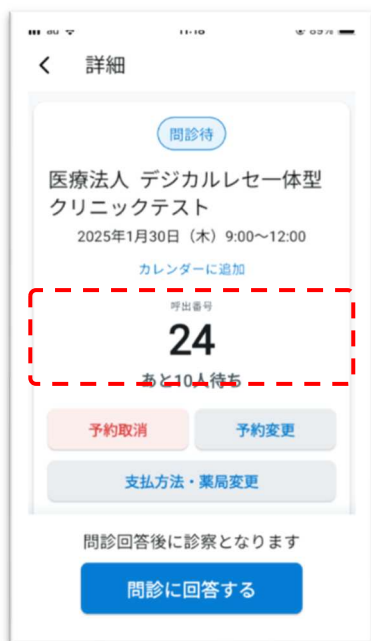 詳細
問診待
医療法人 デジカルレセ一体型
クリニックテスト
2025年1月30日（木）9:00～12:00
カレンダーに追加
呼出番号
24
あと10人待ち
予約取消
予約変更
支払方法・薬局変更
問診回答後に診察となります
問診に回答する